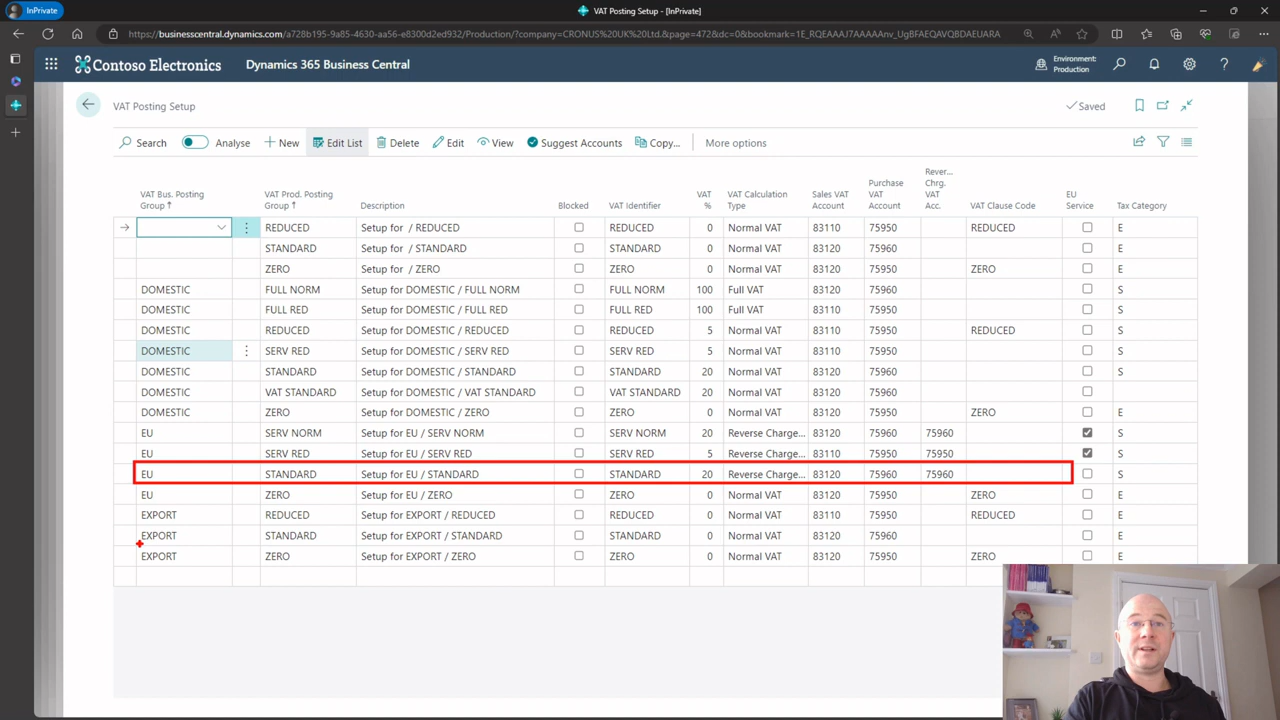 InPrivate
VAT Posting Setup - [InPrivate]
https://businesscentral.dynamics.com/a728b195-9a85-4630-aa56-e8300d2ed932/Production/?company=CRONUS%20UK%20Ltd.&page=472&dc=0&bookmark=1E_RQEAAAJ7AAAAAnv_UgBFAEQAVQBDAEUARA
Contoso Electronics
Dynamics 365 Business Central
Environment:
Production
VAT Posting Setup
Saved
Search Analyse New Edit List Delete Edit View Suggest Accounts Copy... More options
VAT Bus. Posting Group VAT Prod. Posting Group Description Blocked VAT Identifier VAT % VAT Calculation Type Sales VAT Account Purchase VAT Account Rever... Chrg. VAT Acc. VAT Clause Code EU Service Tax Category
REDUCED Setup for / REDUCED REDUCED 0 Normal VAT 83110 75950 REDUCED E
STANDARD Setup for / STANDARD STANDARD 0 Normal VAT 83120 75960 E
ZERO Setup for / ZERO ZERO 0 Normal VAT 83120 75950 ZERO E
DOMESTIC FULL NORM Setup for DOMESTIC / FULL NORM FULL NORM 100 Full VAT 83120 75960 S
DOMESTIC FULL RED Setup for DOMESTIC / FULL RED FULL RED 100 Full VAT 83110 75950 S
DOMESTIC REDUCED Setup for DOMESTIC / REDUCED REDUCED 5 Normal VAT 83110 75950 REDUCED S
DOMESTIC SERV RED Setup for DOMESTIC / SERV RED SERV RED 5 Normal VAT 83110 75950 S
DOMESTIC STANDARD Setup for DOMESTIC / STANDARD STANDARD 20 Normal VAT 83120 75960 S
DOMESTIC VAT STANDARD Setup for DOMESTIC / VAT STANDARD VAT STANDARD 20 Normal VAT 83120 75960
DOMESTIC ZERO Setup for DOMESTIC / ZERO ZERO 0 Normal VAT 83120 75950 ZERO E
EU SERV NORM Setup for EU / SERV NORM SERV NORM 20 Reverse Charge... 83120 75960 75960 S
EU SERV RED Setup for EU / SERV RED SERV RED 5 Reverse Charge... 83110 75950 75950 S
EU STANDARD Setup for EU / STANDARD STANDARD 20 Reverse Charge... 83120 75960 75960 S
EU ZERO Setup for EU / ZERO ZERO 0 Normal VAT 83120 75950 ZERO E
EXPORT REDUCED Setup for EXPORT / REDUCED REDUCED 0 Normal VAT 83110 75950 REDUCED E
EXPORT STANDARD Setup for EXPORT / STANDARD STANDARD 0 Normal VAT 83120 75960 E
EXPORT ZERO Setup for EXPORT / ZERO ZERO 0 Normal VAT 83120 75950 ZERO E